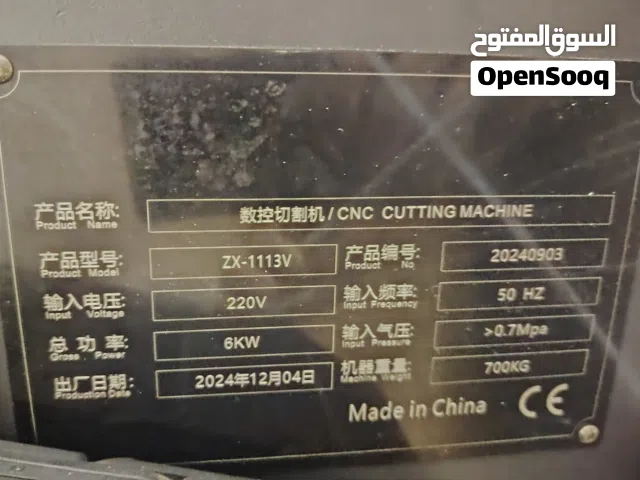 السوق المفتوح
OpenSooq
产品名称: 数控切割机 / CNC CUTTING MACHINE
Product Name
产品型号: ZX-1113V 产品编号: 20240903
Product Model Product No
输入电压: 220V 输入频率: 50 HZ
Input Voltage Input Frequency
总功率: 6KW 输入气压: >0.7Mpa
Gross Power Input Pressure
出厂日期: 2024年12月04日 机器重量: 700KG
Production Date Machine Weight
Made in China CE